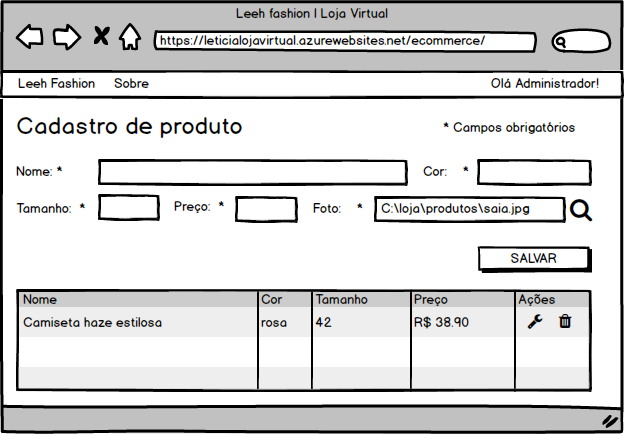 Leeh fashion | Loja Virtual
https://leticialojavirtual.azurewebsites.net/ecommerce/
Leeh Fashion Sobre Olá Administrador!
Cadastro de produto * Campos obrigatórios
Nome: * Cor: *
Tamanho: * Preço: * Foto: * C:\loja\produtos\saia.jpg
SALVAR
Nome Cor Tamanho Preço Ações
Camiseta haze estilosa rosa 42 R$ 38.90